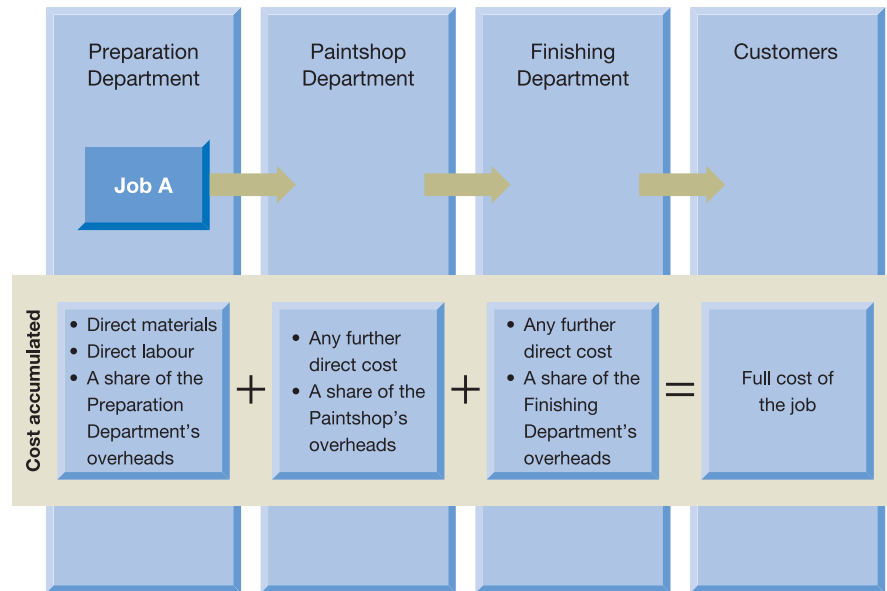 Preparation
Department
Paintshop
Department
Finishing
Department
Customers
Job A
Cost accumulated
• Direct materials
• Direct labour
• A share of the
Preparation
Department's
overheads
+
• Any further
direct cost
• A share of the
Paintshop's
overheads
+
• Any further
direct cost
• A share of the
Finishing
Department's
overheads
=
Full cost of
the job